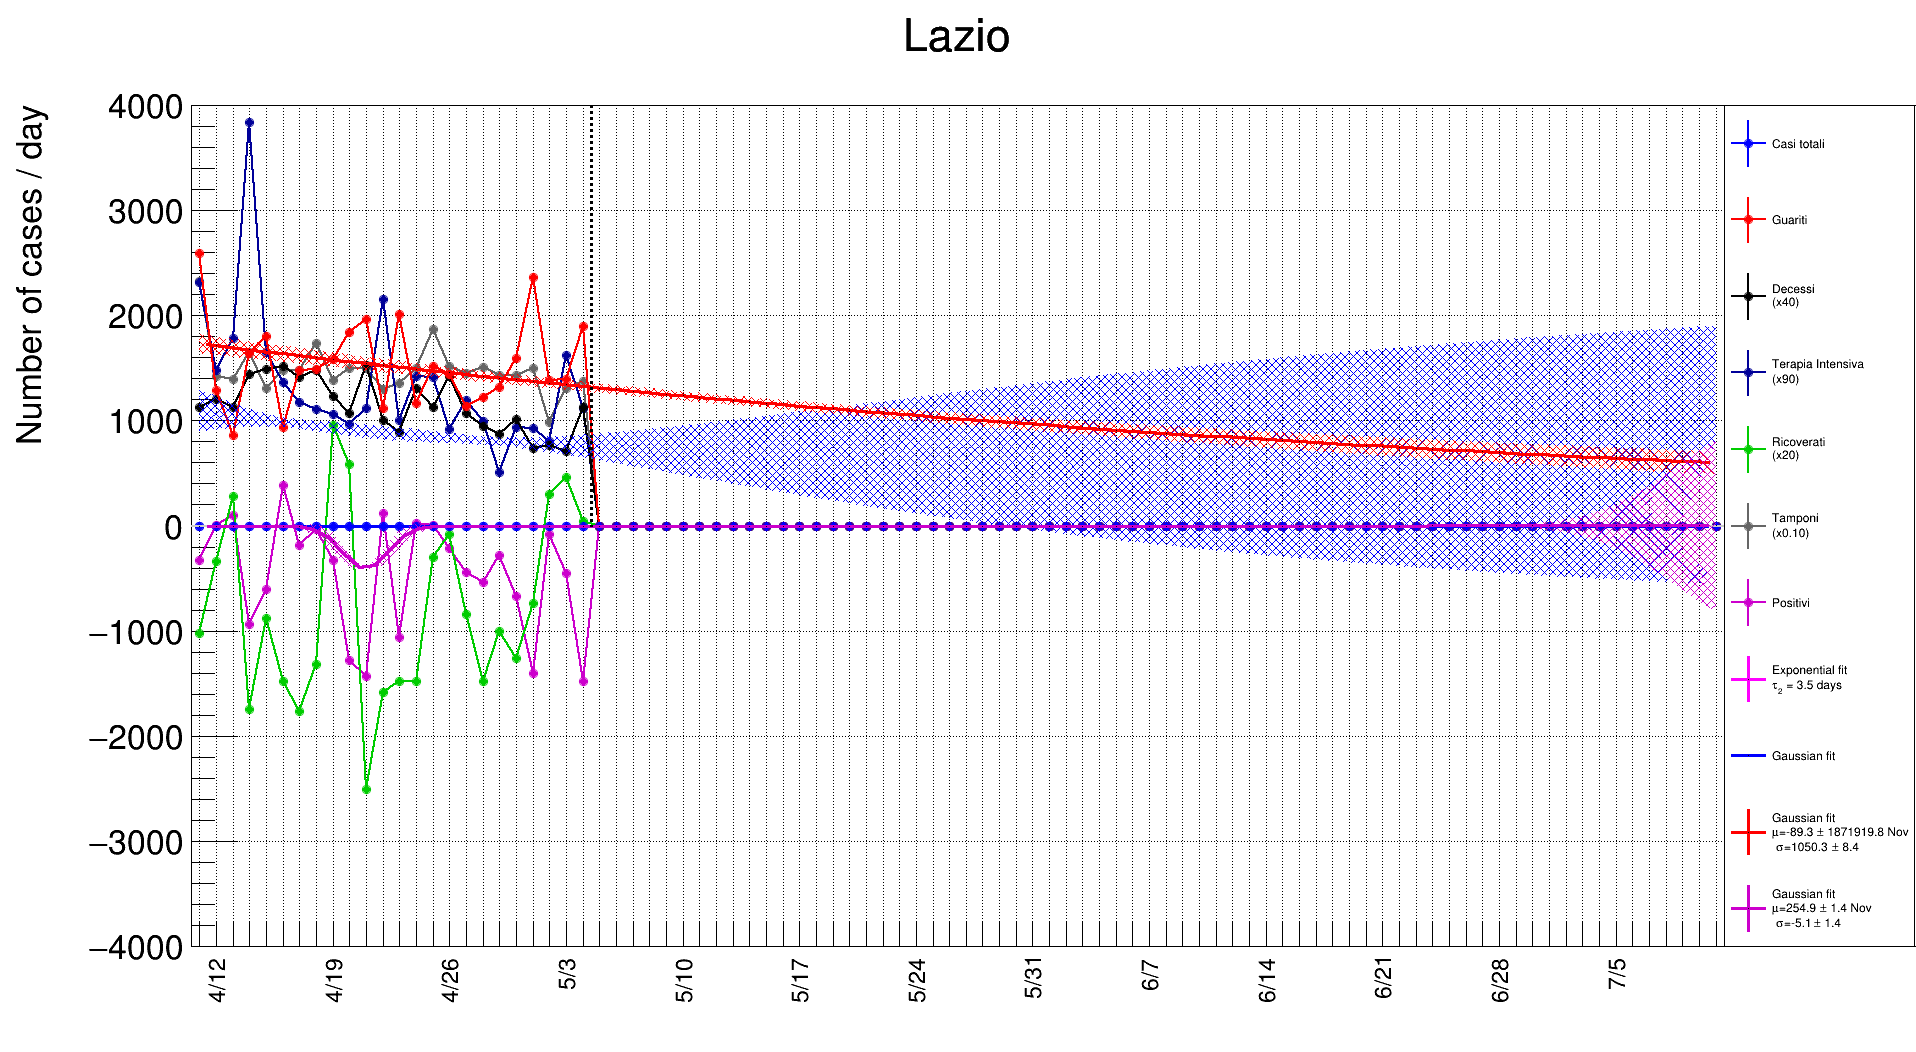 Lazio
Number of cases / day
4000
3000
2000
1000
0
−1000
−2000
−3000
−4000
4/12
4/19
4/26
5/3
5/10
5/17
5/24
5/31
6/7
6/14
6/21
6/28
7/5
Casi totali
Guariti
Decessi
(x40)
Terapia Intensiva
(x90)
Ricoverati
(x20)
Tamponi
(x0.10)
Positivi
Exponential fit
τ₂ = 3.5 days
Gaussian fit
Gaussian fit
μ=-89.3 ± 1871919.8 Nov
σ=1050.3 ± 8.4
Gaussian fit
μ=254.9 ± 1.4 Nov
σ=-5.1 ± 1.4